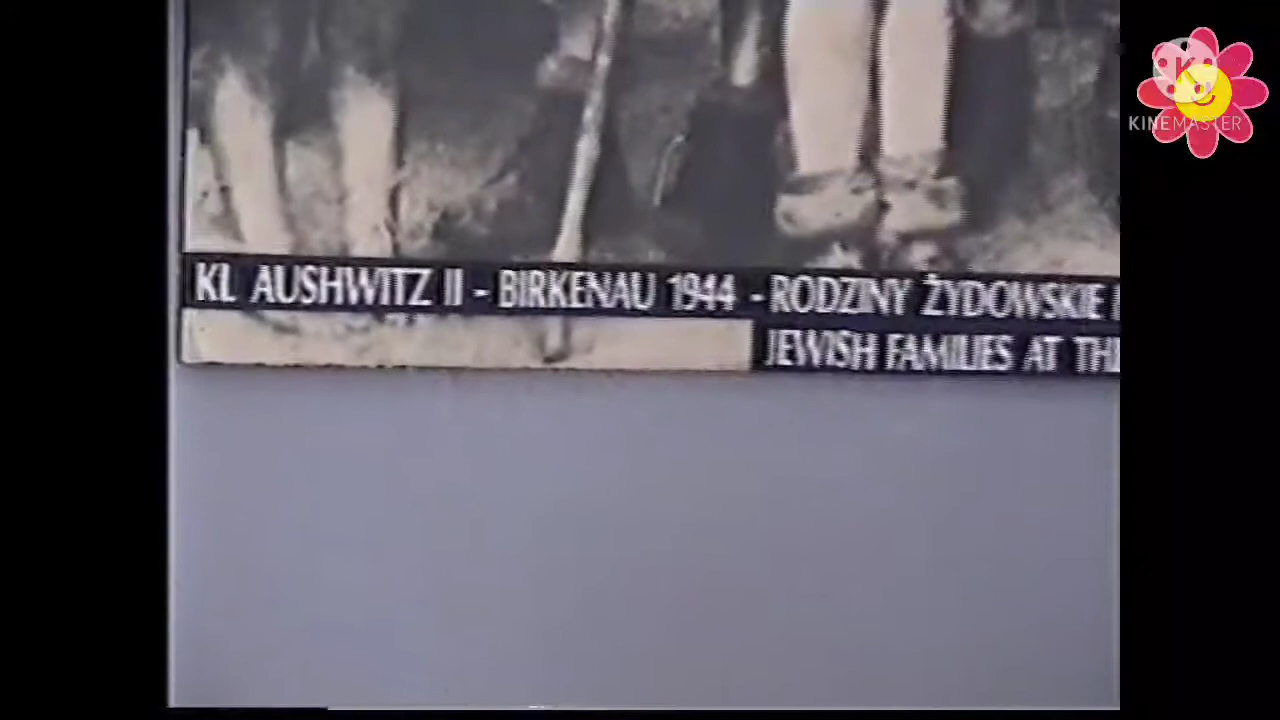 KINEMASTER
KL AUSHWITZ II - BIRKENAU 1944 - RODZINY ŻYDOWSKIE
JEWISH FAMILIES AT